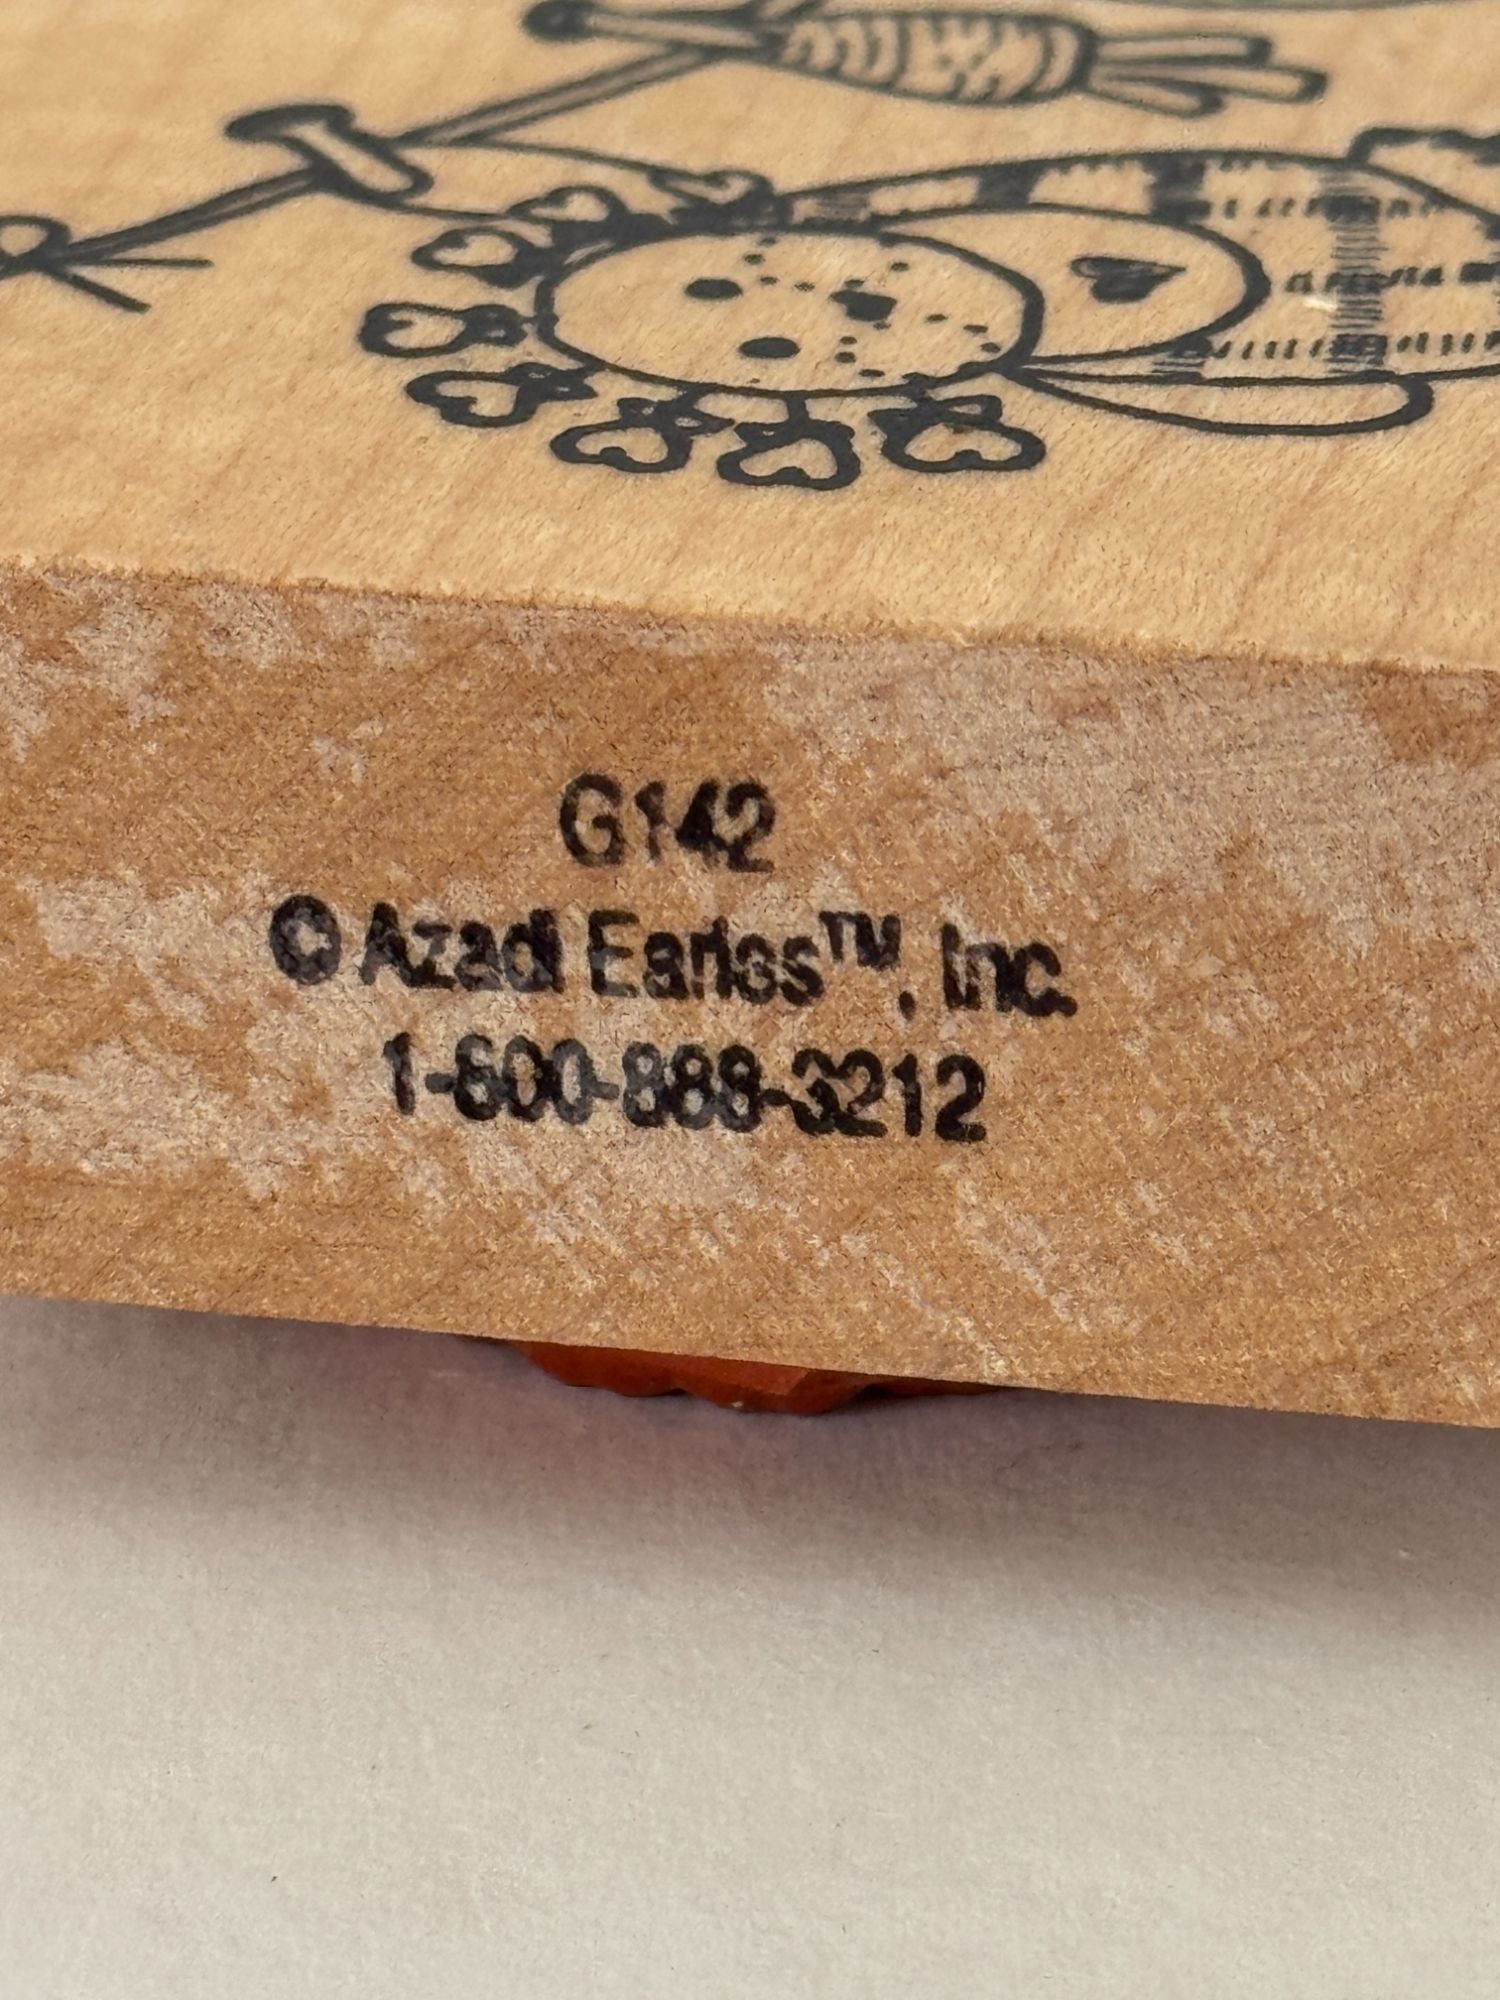 G142
© Azadi Earles™, Inc.
1-800-888-3212